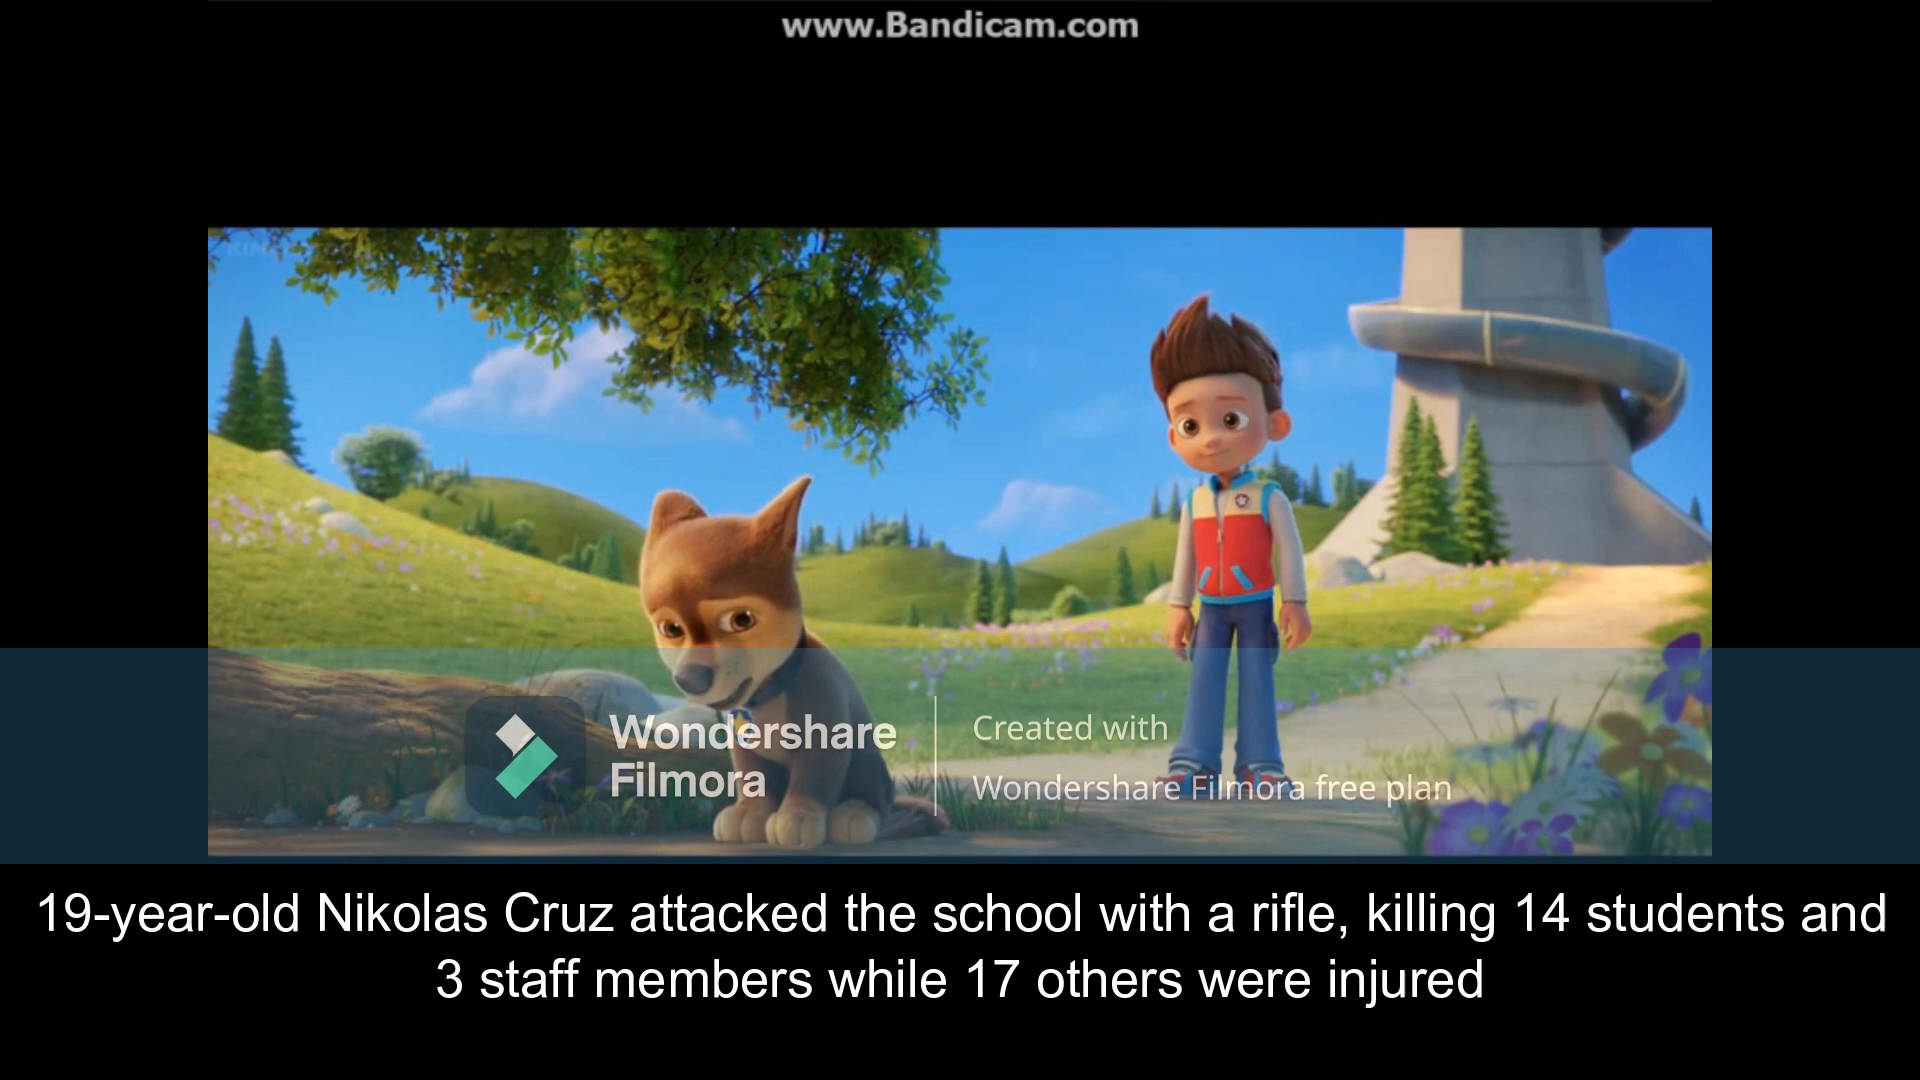 www.Bandicam.com
Wondershare
Filmora
Created with
Wondershare Filmora free plan
19-year-old Nikolas Cruz attacked the school with a rifle, killing 14 students and
3 staff members while 17 others were injured